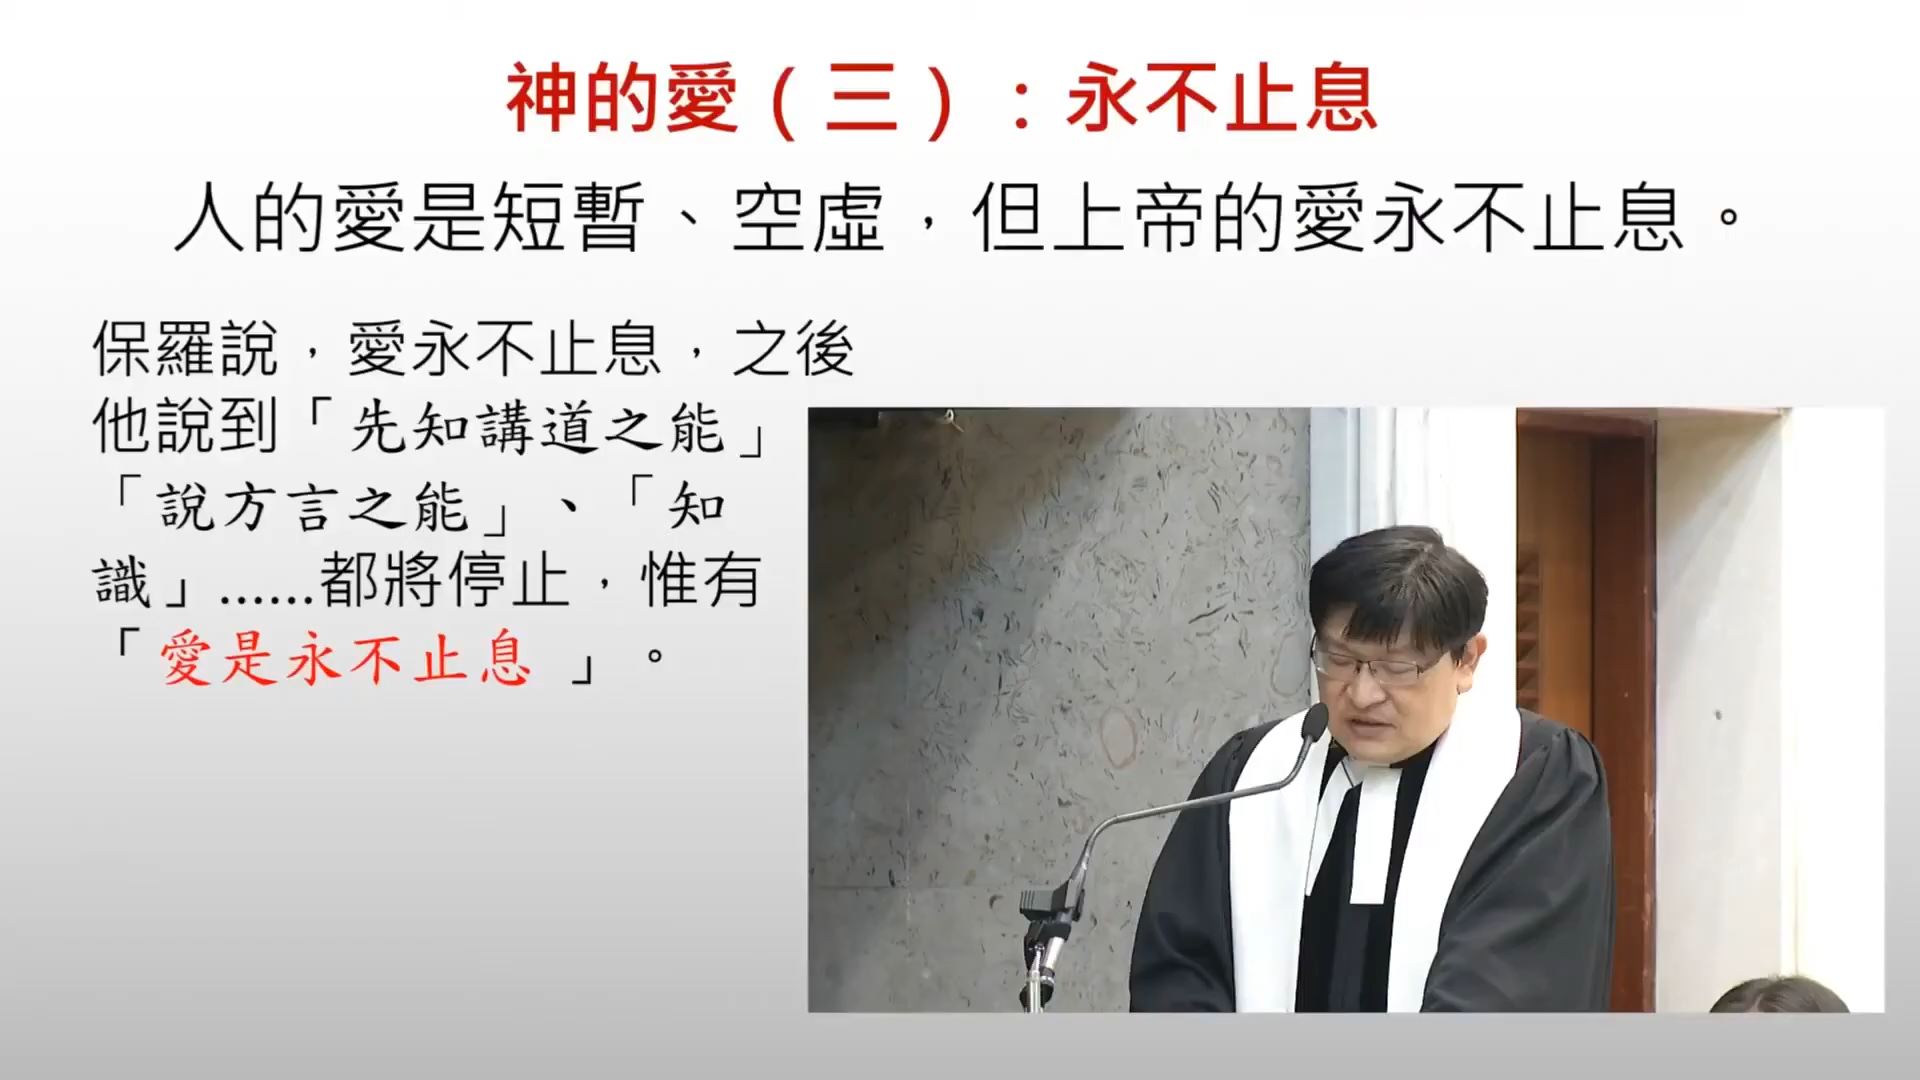 神的愛（三）：永不止息
人的愛是短暫、空虛，但上帝的愛永不止息。
保羅說，愛永不止息，之後
他說到「先知講道之能」
「說方言之能」、「知
識」……都將停止，惟有
「愛是永不止息 」。